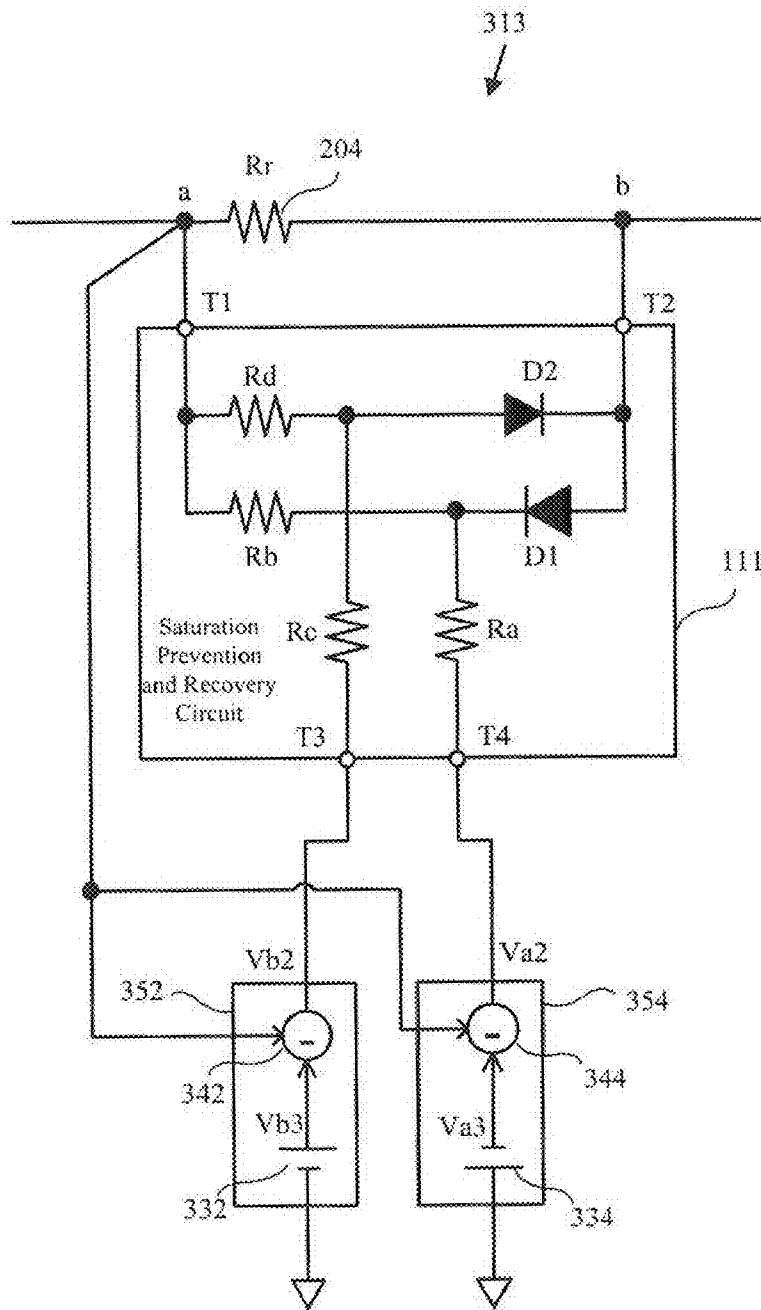 313
204
Rr
a
b
T1
T2
Rd
D2
Rb
D1
111
Rc
Ra
Saturation
Prevention
and Recovery
Circuit
T3
T4
Vb2
Va2
352
354
-
-
342
344
Vb3
Va3
332
334